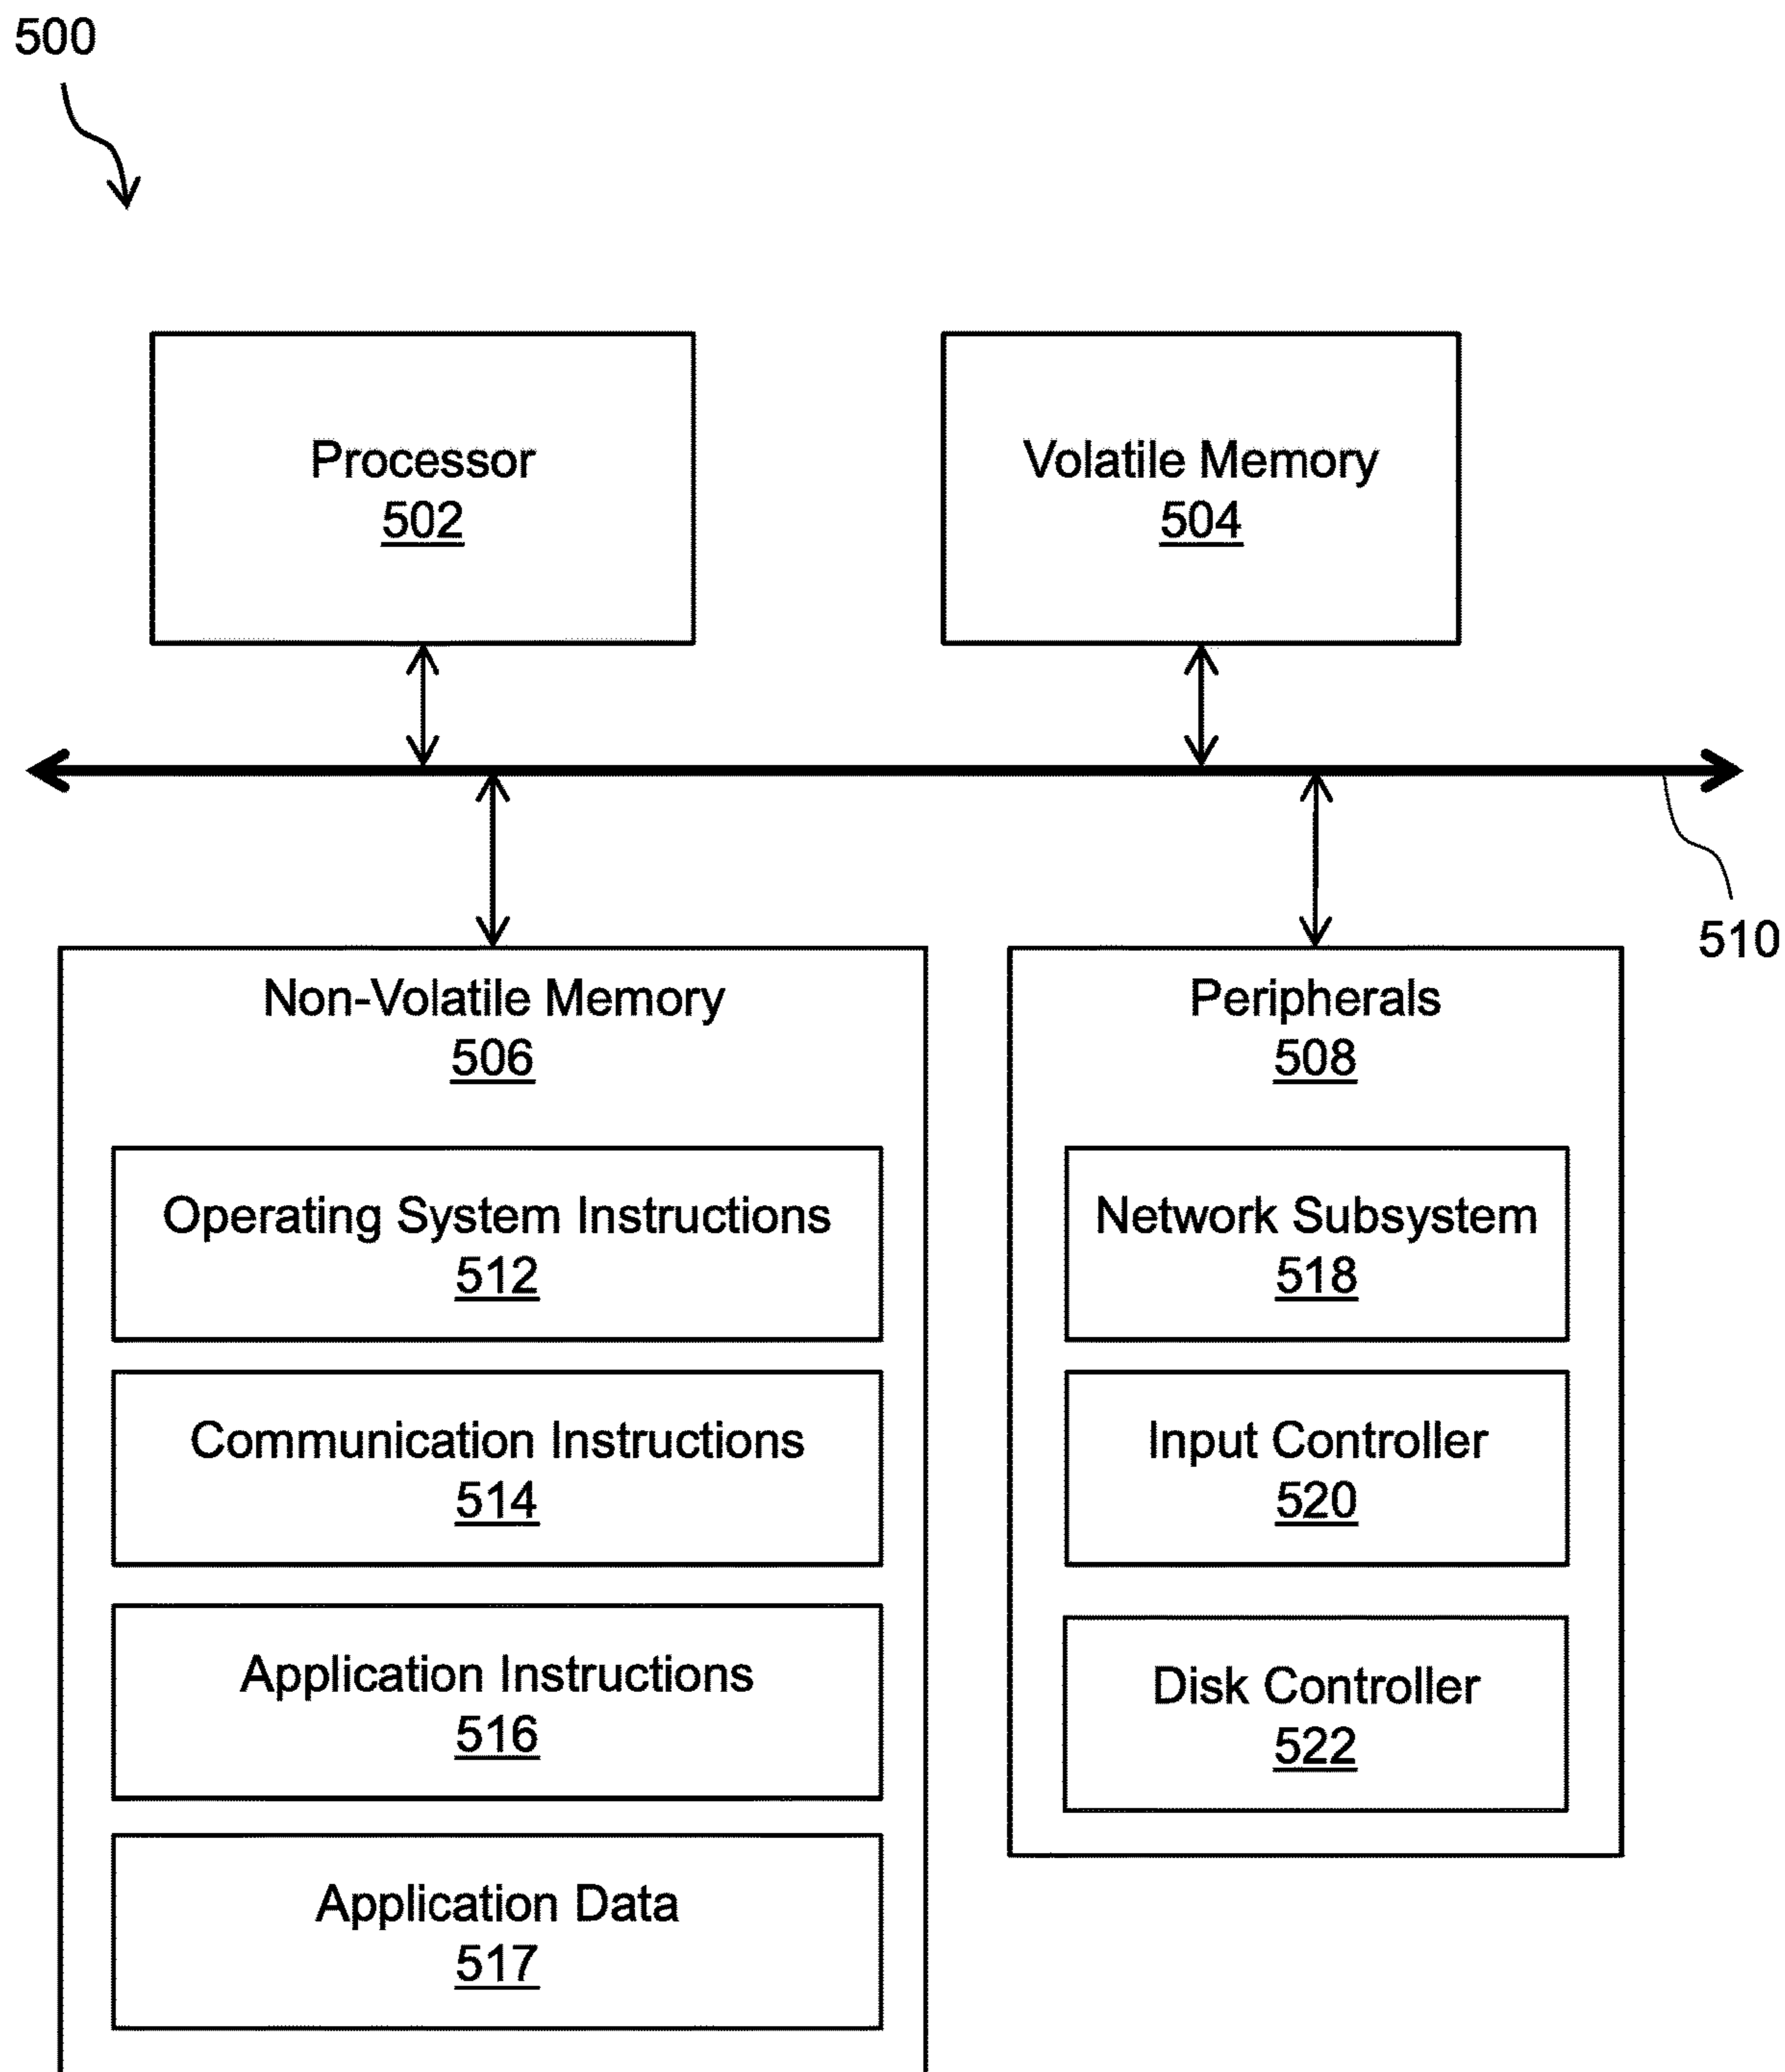 500
Processor
502
Volatile Memory
504
510
Non-Volatile Memory
506
Operating System Instructions
512
Communication Instructions
514
Application Instructions
516
Application Data
517
Peripherals
508
Network Subsystem
518
Input Controller
520
Disk Controller
522